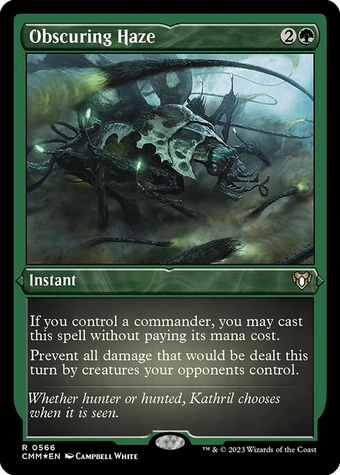 Obscuring Haze 2
Instant
If you control a commander, you may cast
this spell without paying its mana cost.
Prevent all damage that would be dealt this
turn by creatures your opponents control.
Whether hunter or hunted, Kathril chooses
when it is seen.
R 0566
CMM★EN Campbell White
™ & © 2023 Wizards of the Coast